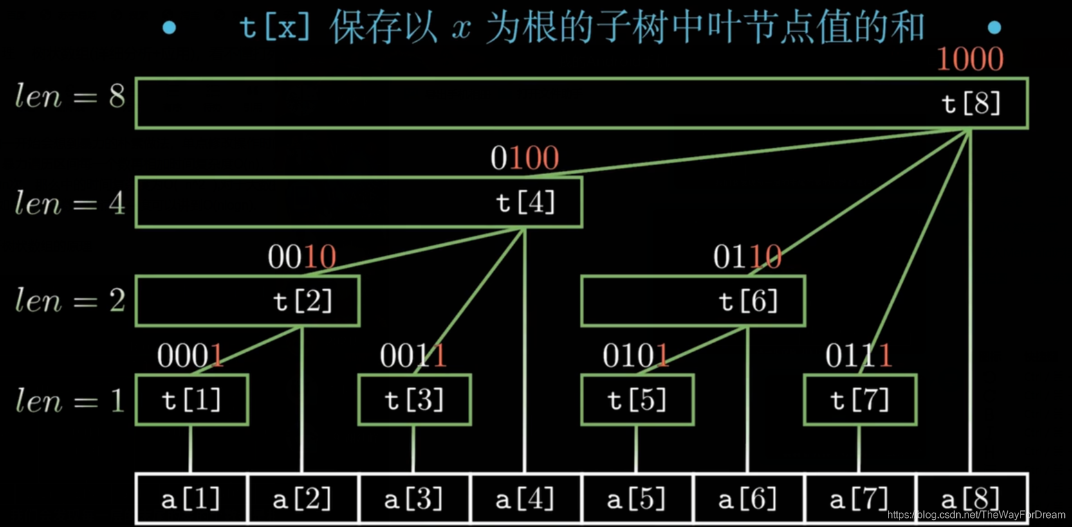 • t[x] 保存以 x 为根的子树中叶节点值的和 •
1000
len = 8 t[8]
0100
len = 4 t[4]
0010 0110
len = 2 t[2] t[6]
0001 0011 0101 0111
len = 1 t[1] t[3] t[5] t[7]
a[1] a[2] a[3] a[4] a[5] a[6] a[7] a[8]
https://blog.csdn.net/TheWayForDream